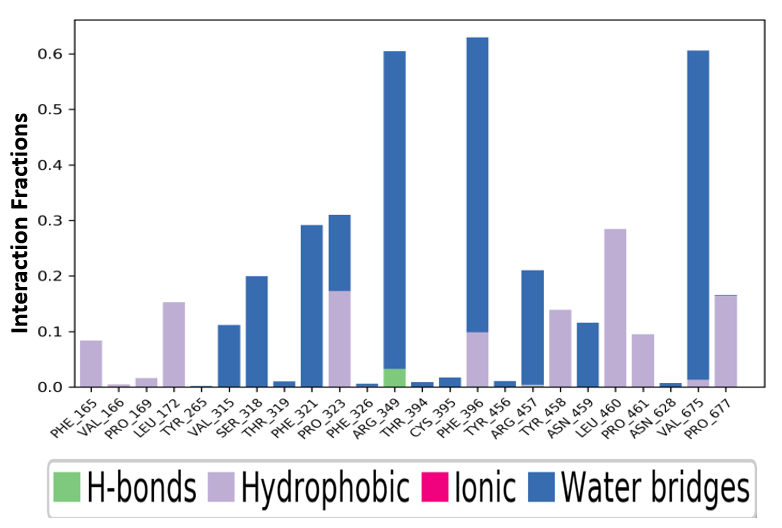 Interaction Fractions
0.6
0.5
0.4
0.3
0.2
0.1
0.0
PHE_165
VAL_166
PRO_169
LEU_172
TYR_265
VAL_315
SER_318
THR_319
PHE_321
PRO_323
PHE_326
ARG_349
THR_394
CYS_395
PHE_396
TYR_456
ARG_457
TYR_458
ASN_459
LEU_460
PRO_461
ASN_628
VAL_675
PRO_677
H-bonds Hydrophobic Ionic Water bridges